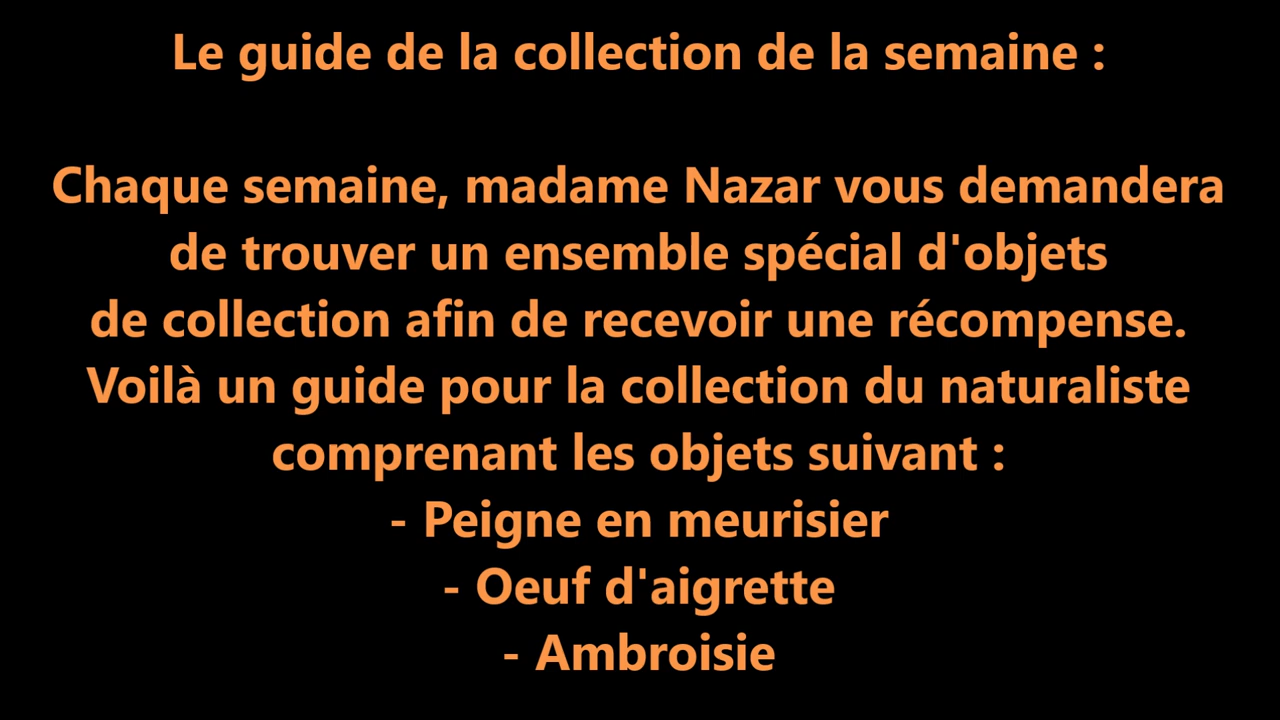 Le guide de la collection de la semaine :
Chaque semaine, madame Nazar vous demandera
de trouver un ensemble spécial d'objets
de collection afin de recevoir une récompense.
Voilà un guide pour la collection du naturaliste
comprenant les objets suivant :
- Peigne en meurisier
- Oeuf d'aigrette
- Ambroisie